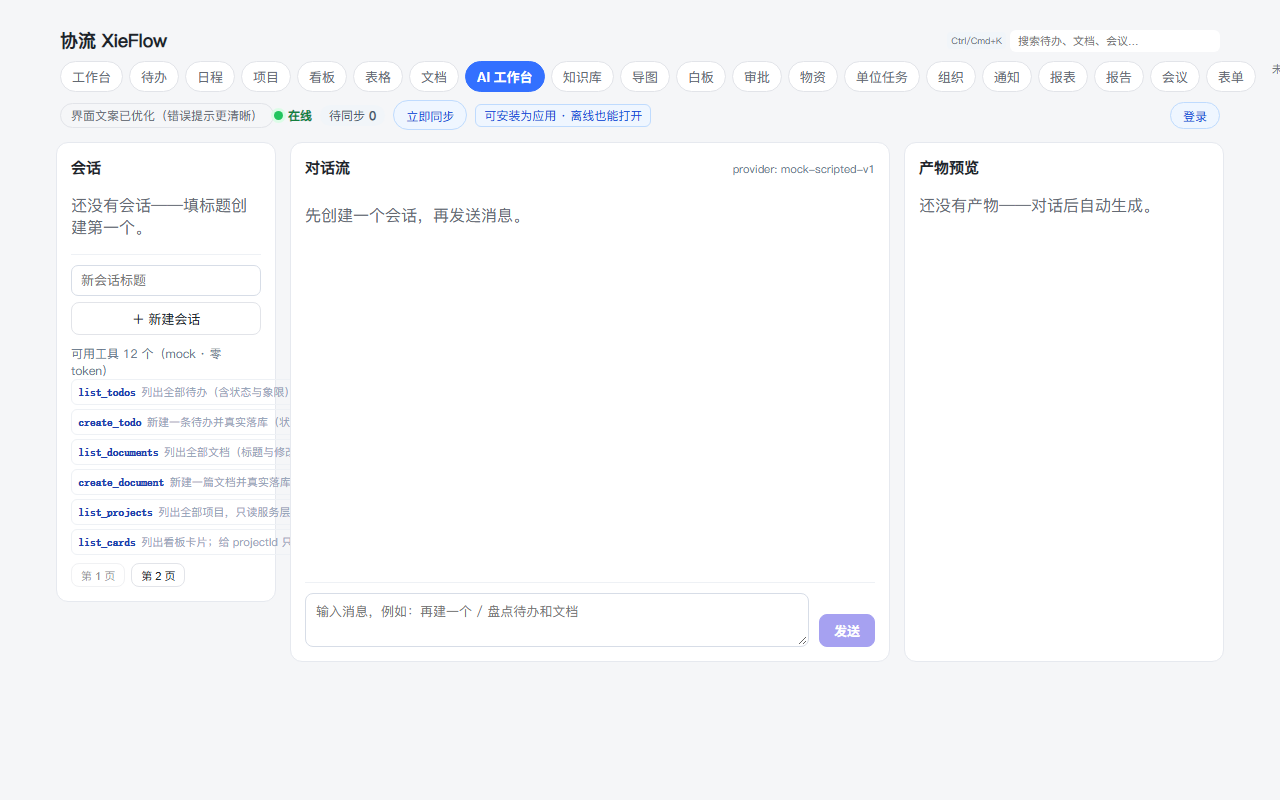 协流 XieFlow
Ctrl/Cmd+K
搜索待办、文档、会议...
工作台 待办 日程 项目 看板 表格 文档 AI 工作台 知识库 导图 白板 审批 物资 单位任务 组织 通知 报表 报告 会议 表单
界面文案已优化（错误提示更清晰） 在线 待同步 0 立即同步 可安装为应用 · 离线也能打开 登录
会话
还没有会话——填标题创
建第一个。
新会话标题
＋ 新建会话
可用工具 12 个（mock · 零
token）
list_todos 列出全部待办（含状态与象限）
create_todo 新建一条待办并真实落库（状
list_documents 列出全部文档（标题与修改
create_document 新建一篇文档并真实落库
list_projects 列出全部项目，只读服务层
list_cards 列出看板卡片；给 projectId 只
第 1 页 第 2 页
对话流
provider: mock-scripted-v1
先创建一个会话，再发送消息。
输入消息，例如：再建一个 / 盘点待办和文档
发送
产物预览
还没有产物——对话后自动生成。